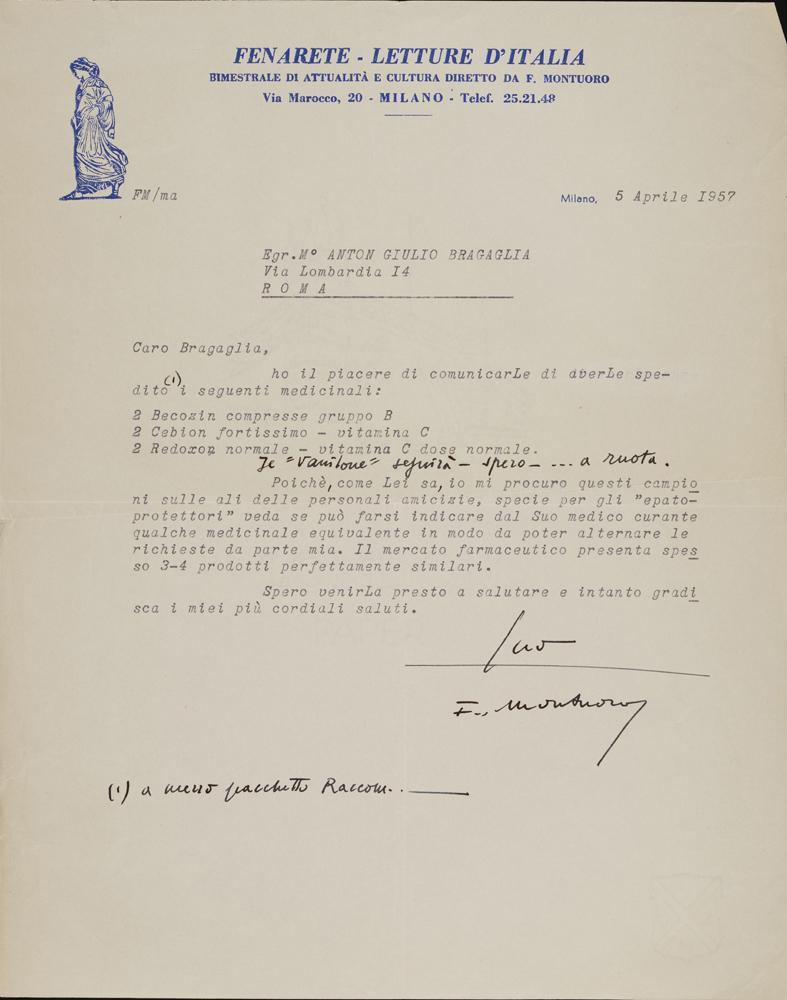 FENARETE - LETTURE D'ITALIA
BIMESTRALE DI ATTUALITÀ E CULTURA DIRETTO DA F. MONTUORO
Via Marocco, 20 - MILANO - Telef. 25.21.48
FM/ma
Milano, 5 Aprile I957
Egr.M° ANTON GIULIO BRAGAGLIA
Via Lombardia I4
R O M A
Caro Bragaglia,
ho il piacere di comunicarLe di averLe spe-
dito (1) i seguenti medicinali:
2 Becozin compresse gruppo B
2 Cebion fortissimo - vitamina C
2 Redoxon normale - vitamina C dose normale.
seguirà - spero - ... a ruota.
Poichè, come Lei sa, io mi procuro questi campio
ni sulle ali delle personali amicizie, specie per gli "epato-
protettori" veda se può farsi indicare dal Suo medico curante
qualche medicinale equivalente in modo da poter alternare le
richieste da parte mia. Il mercato farmaceutico presenta spes
so 3-4 prodotti perfettamente similari.
Spero venirLa presto a salutare e intanto gradi
sca i miei più cordiali saluti.
Suo
F. Montuoro
(1) a mezzo pacchetto Raccom.